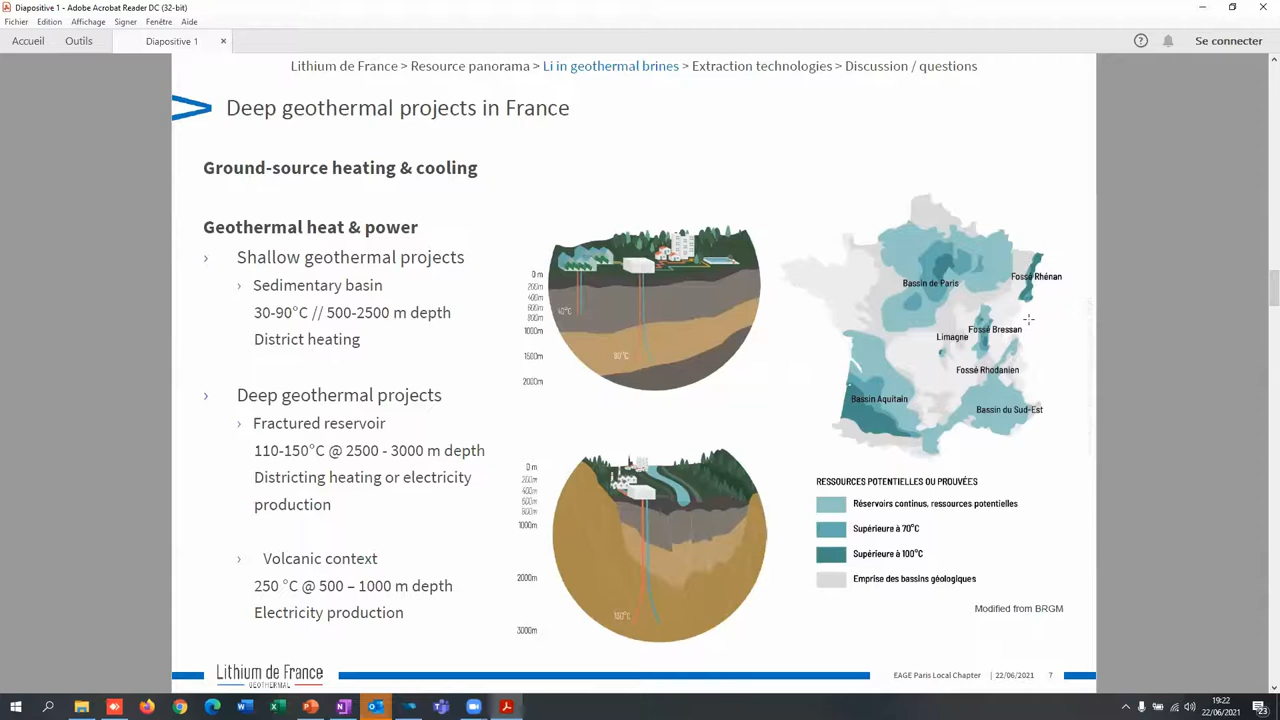 Diapositive 1 - Adobe Acrobat Reader DC (32-bit)
Fichier Edition Affichage Signer Fenêtre Aide
Accueil Outils Diapositive 1 × Se connecter
Lithium de France > Resource panorama > Li in geothermal brines > Extraction technologies > Discussion / questions
Deep geothermal projects in France
Ground-source heating & cooling
Geothermal heat & power
› Shallow geothermal projects
› Sedimentary basin
30-90°C // 500-2500 m depth
District heating
› Deep geothermal projects
› Fractured reservoir
110-150°C @ 2500 - 3000 m depth
Districting heating or electricity
production
› Volcanic context
250 °C @ 500 – 1000 m depth
Electricity production
0 m
200m
400m
600m
800m
1000m
1500m
2000m
0 m
200m
400m
600m
800m
1000m
2000m
3000m
Fossé Rhénan
Bassin de Paris
Fossé Bressan
Limagne
Fossé Rhodanien
Bassin Aquitain
Bassin du Sud-Est
RESSOURCES POTENTIELLES OU PROUVÉES
Réservoirs continus, ressources potentielles
Supérieure à 70°C
Supérieure à 100°C
Emprise des bassins géologiques
Modified from BRGM
Lithium de France
GEOTHERMAL
EAGE Paris Local Chapter | 22/06/2021 7
19:22
22/06/2021